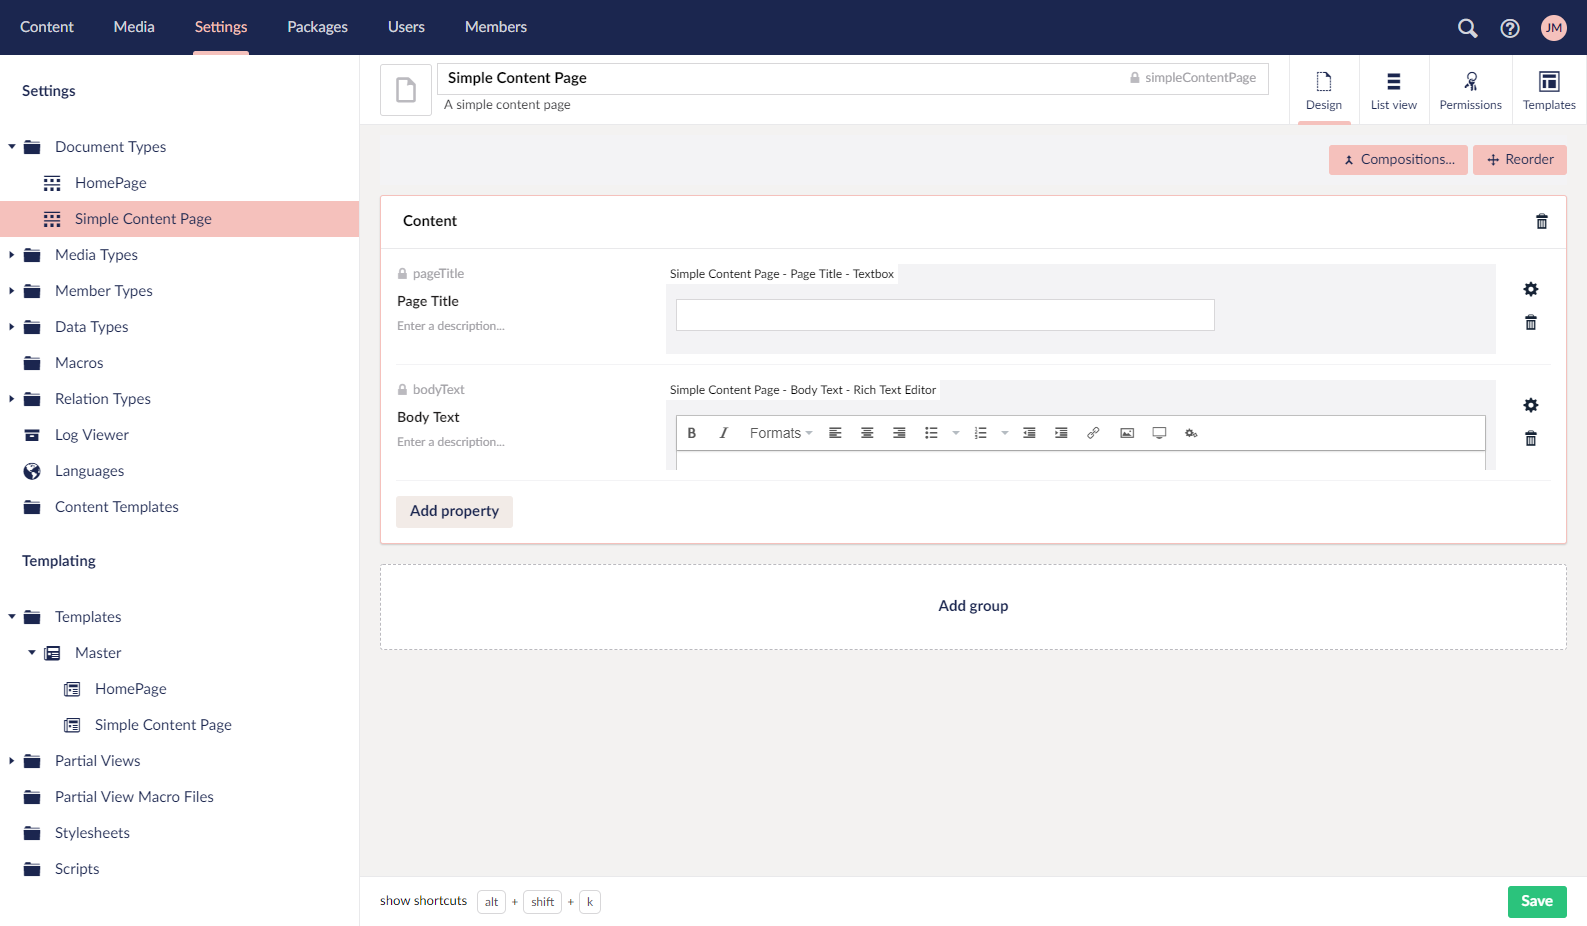 Content Media Settings Packages Users Members JM
Settings
Document Types
HomePage
Simple Content Page
Media Types
Member Types
Data Types
Macros
Relation Types
Log Viewer
Languages
Content Templates
Templating
Templates
Master
HomePage
Simple Content Page
Partial Views
Partial View Macro Files
Stylesheets
Scripts
Simple Content Page simpleContentPage
A simple content page
Design List view Permissions Templates
Compositions... Reorder
Content
pageTitle
Page Title
Enter a description...
Simple Content Page - Page Title - Textbox
bodyText
Body Text
Enter a description...
Simple Content Page - Body Text - Rich Text Editor
B I Formats
Add property
Add group
show shortcuts alt + shift + k
Save